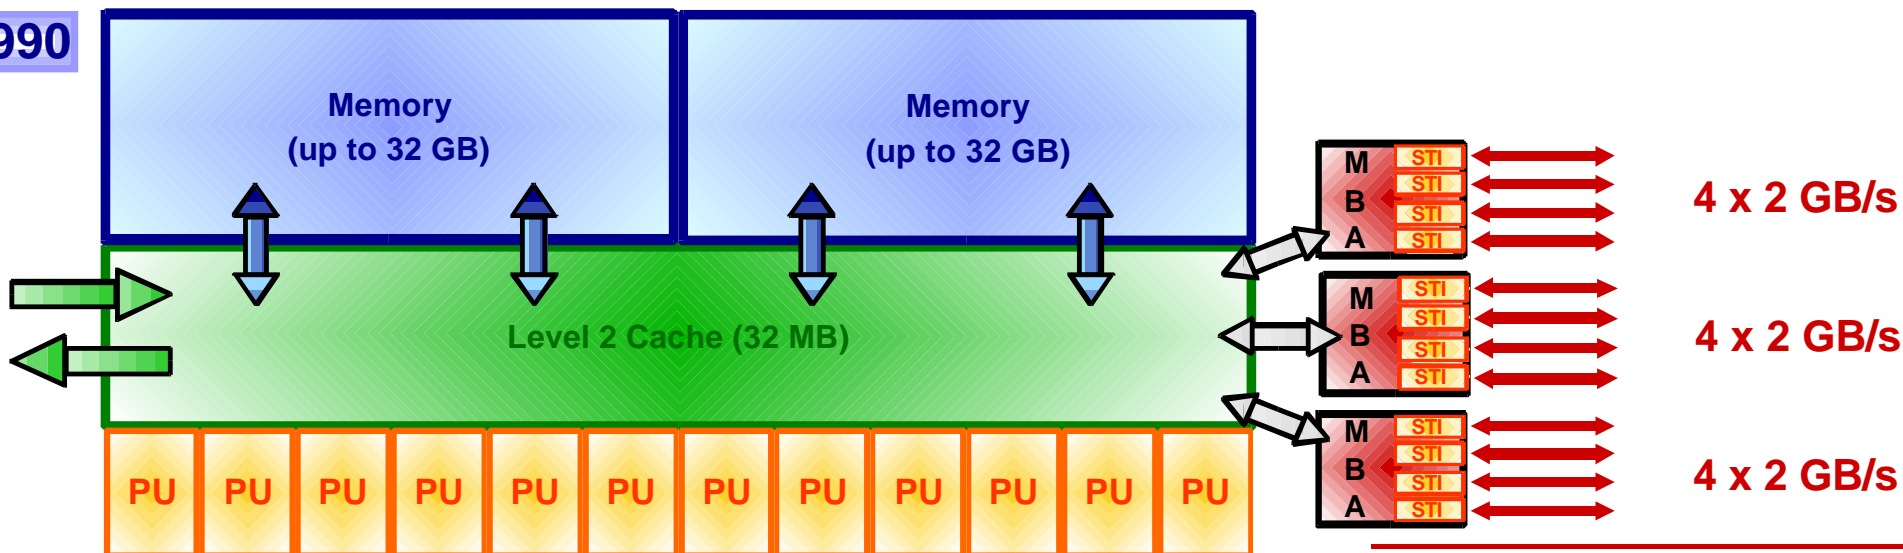 990
Memory
(up to 32 GB)
Memory
(up to 32 GB)
Level 2 Cache (32 MB)
PU PU PU PU PU PU PU PU PU PU PU PU
M
B
A
STI
STI
STI
STI
4 x 2 GB/s
M
B
A
STI
STI
STI
STI
4 x 2 GB/s
M
B
A
STI
STI
STI
STI
4 x 2 GB/s